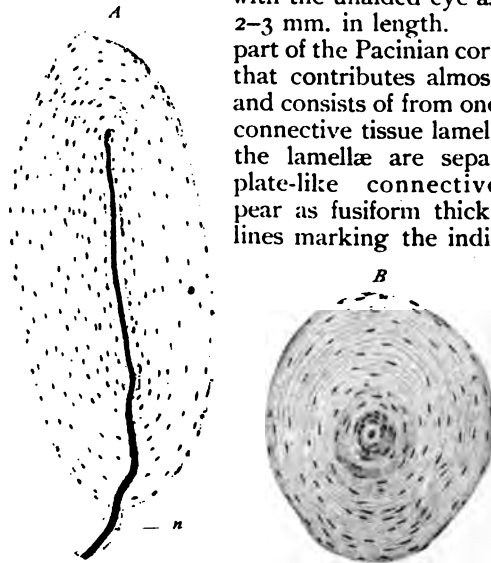 A
with the unaided eye a
2–3 mm. in length.
part of the Pacinian cor
that contributes almos
and consists of from one
connective tissue lamel
the lamellæ are sepa
plate-like connective
pear as fusiform thick
lines marking the indi
B
n